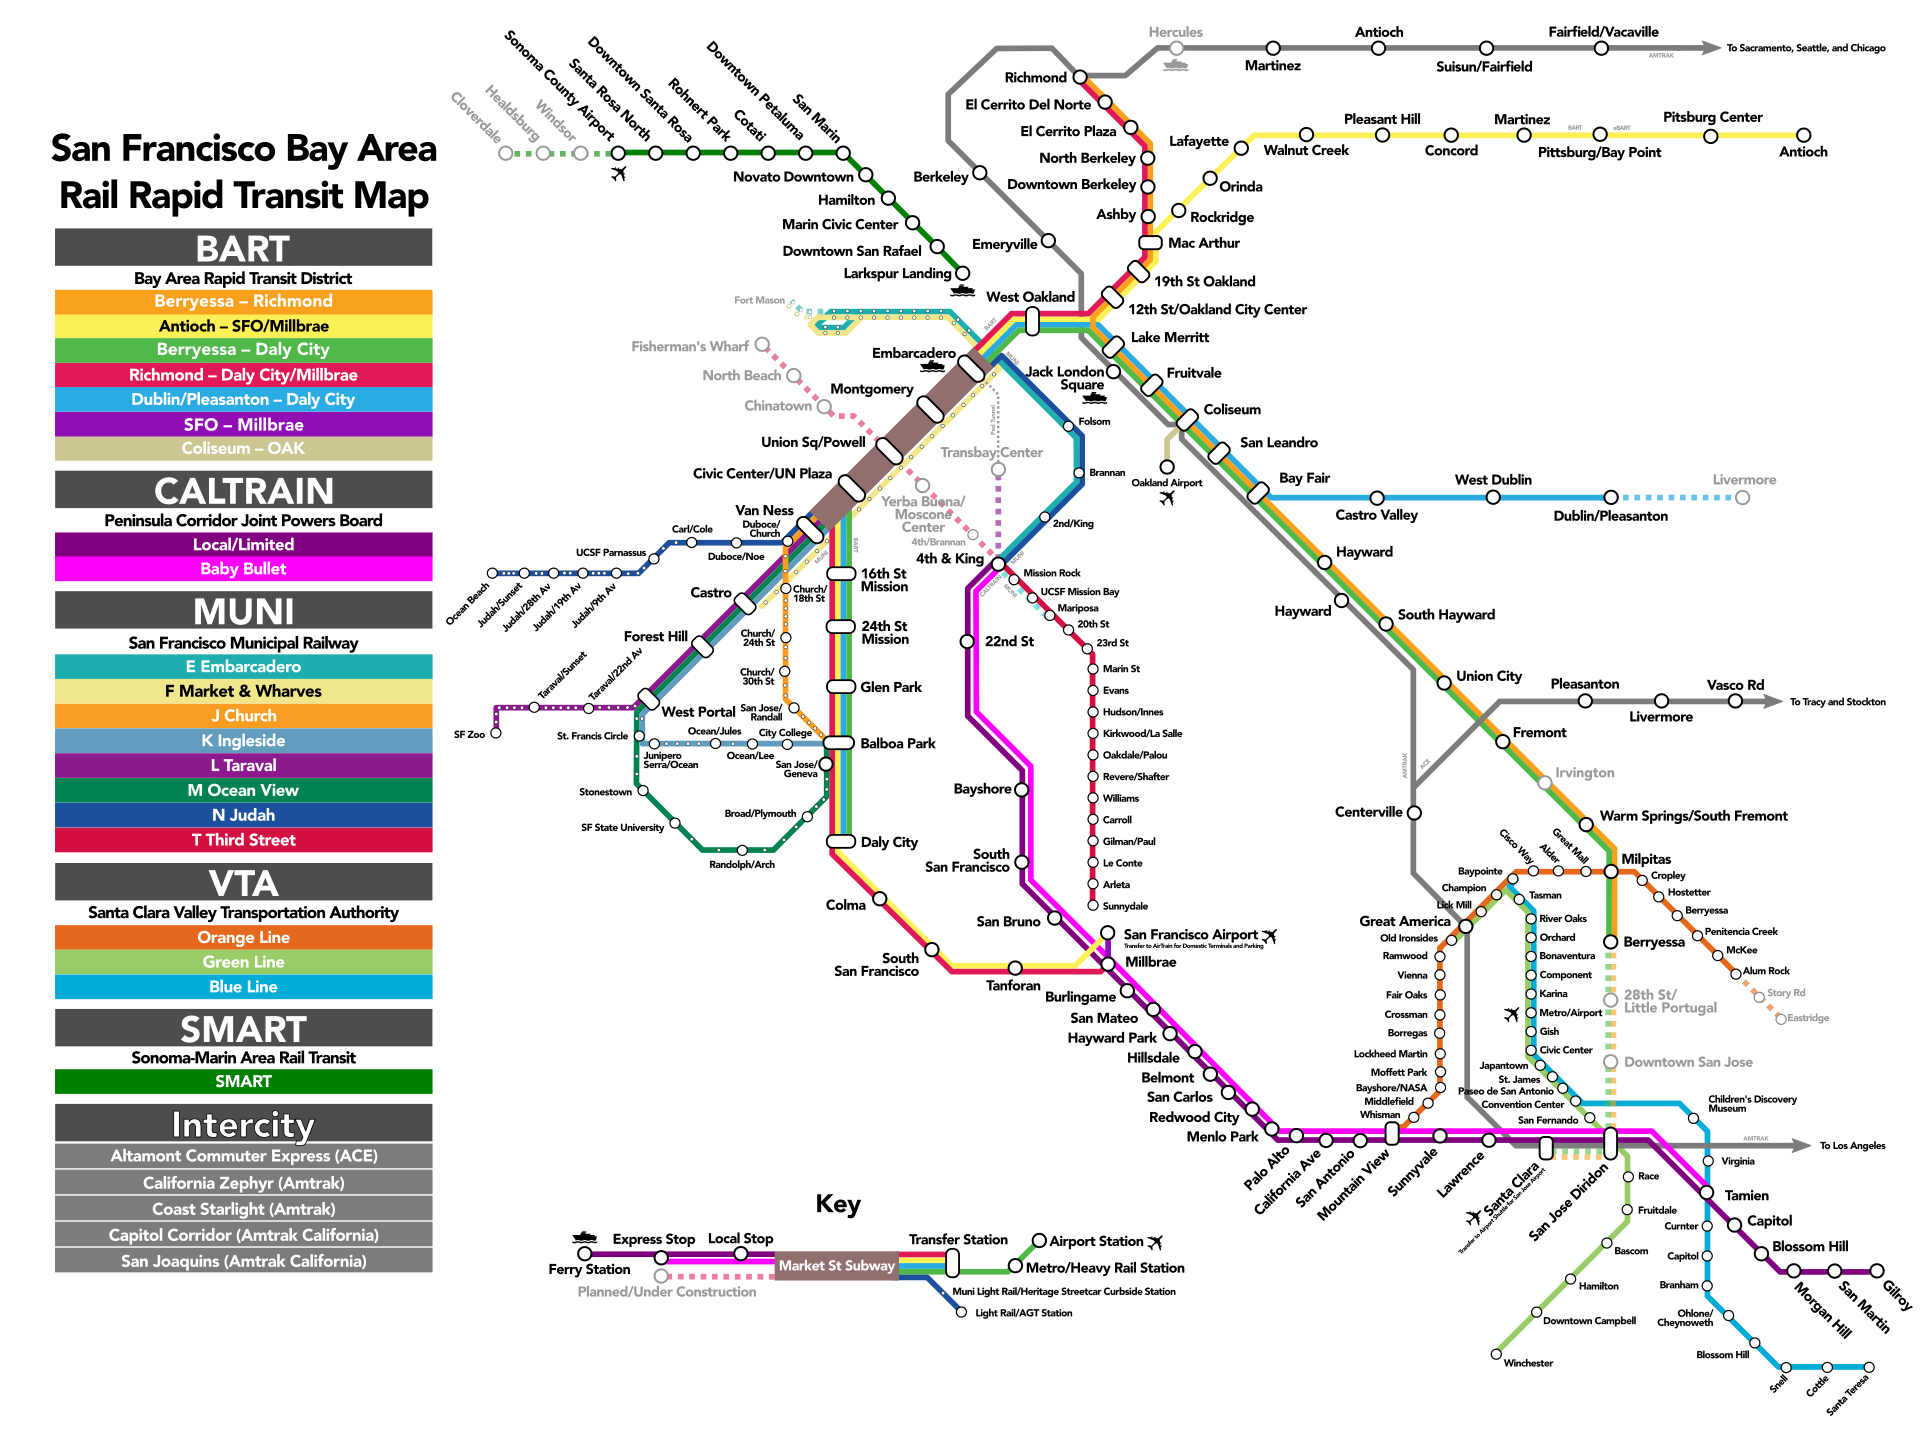 San Francisco Bay Area
Rail Rapid Transit Map
BART
Bay Area Rapid Transit District
Berryessa – Richmond
Antioch – SFO/Millbrae
Berryessa – Daly City
Richmond – Daly City/Millbrae
Dublin/Pleasanton – Daly City
SFO – Millbrae
Coliseum – OAK
CALTRAIN
Peninsula Corridor Joint Powers Board
Local/Limited
Baby Bullet
MUNI
San Francisco Municipal Railway
E Embarcadero
F Market & Wharves
J Church
K Ingleside
L Taraval
M Ocean View
N Judah
T Third Street
VTA
Santa Clara Valley Transportation Authority
Orange Line
Green Line
Blue Line
SMART
Sonoma-Marin Area Rail Transit
SMART
Intercity
Altamont Commuter Express (ACE)
California Zephyr (Amtrak)
Coast Starlight (Amtrak)
Capitol Corridor (Amtrak California)
San Joaquins (Amtrak California)
Cloverdale
Healdsburg
Windsor
Sonoma County Airport
Santa Rosa North
Downtown Santa Rosa
Rohnert Park
Cotati
Downtown Petaluma
San Marin
Novato Downtown
Hamilton
Marin Civic Center
Downtown San Rafael
Larkspur Landing
Hercules
Martinez
Antioch
Suisun/Fairfield
Fairfield/Vacaville
AMTRAK
To Sacramento, Seattle, and Chicago
Richmond
El Cerrito Del Norte
El Cerrito Plaza
North Berkeley
Downtown Berkeley
Ashby
Mac Arthur
19th St Oakland
12th St/Oakland City Center
Lafayette
Orinda
Rockridge
Walnut Creek
Pleasant Hill
Concord
Martinez
BART
eBART
Pittsburg/Bay Point
Pitsburg Center
Antioch
Berkeley
Emeryville
West Oakland
Lake Merritt
Fruitvale
Coliseum
San Leandro
Bay Fair
Jack London
Square
Oakland Airport
Castro Valley
West Dublin
Dublin/Pleasanton
Livermore
Hayward
Hayward
South Hayward
Union City
Fremont
Irvington
Warm Springs/South Fremont
Milpitas
Berryessa
28th St/
Little Portugal
Downtown San Jose
Pleasanton
Livermore
Vasco Rd
To Tracy and Stockton
AMTRAK
ACE
Centerville
Great America
Fort Mason
Fisherman's Wharf
North Beach
Chinatown
BART
MUNI
Embarcadero
Montgomery
Union Sq/Powell
Civic Center/UN Plaza
Van Ness
Ped Tunnel
Transbay Center
Yerba Buena/
Moscone
Center
4th/Brannan
4th & King
Folsom
Brannan
2nd/King
MUNI
CALTRAIN
MUNI
Mission Rock
UCSF Mission Bay
Mariposa
20th St
23rd St
Marin St
Evans
Hudson/Innes
Kirkwood/La Salle
Oakdale/Palou
Revere/Shafter
Williams
Carroll
Gilman/Paul
Le Conte
Arleta
Sunnydale
Duboce/
Church
Duboce/Noe
Carl/Cole
UCSF Parnassus
Judah/9th Av
Judah/19th Av
Judah/28th Av
Judah/Sunset
Ocean Beach
MUNI
BART
Castro
Forest Hill
West Portal
Church/
18th St
Church/
24th St
Church/
30th St
San Jose/
Randall
16th St
Mission
24th St
Mission
Glen Park
Balboa Park
Daly City
Taraval/22nd Av
Taraval/Sunset
SF Zoo
St. Francis Circle
Junipero
Serra/Ocean
Ocean/Jules
Ocean/Lee
City College
San Jose/
Geneva
Stonestown
SF State University
Randolph/Arch
Broad/Plymouth
Colma
South
San Francisco
Tanforan
San Francisco Airport
Transfer to AirTrain for Domestic Terminals and Parking
Millbrae
22nd St
Bayshore
South
San Francisco
San Bruno
Burlingame
San Mateo
Hayward Park
Hillsdale
Belmont
San Carlos
Redwood City
Menlo Park
Palo Alto
California Ave
San Antonio
Mountain View
Sunnyvale
Lawrence
Santa Clara
Transfer to Airport Shuttle for San Jose Airport
San Jose Diridon
Tamien
Capitol
Blossom Hill
Morgan Hill
San Martin
Gilroy
AMTRAK
To Los Angeles
Baypointe
Cisco Way
Alder
Great Mall
Cropley
Hostetter
Berryessa
Penitencia Creek
McKee
Alum Rock
Story Rd
Eastridge
Champion
Lick Mill
Old Ironsides
Ramwood
Vienna
Fair Oaks
Crossman
Borregas
Lockheed Martin
Moffett Park
Bayshore/NASA
Middlefield
Whisman
Tasman
River Oaks
Orchard
Bonaventura
Component
Karina
Metro/Airport
Gish
Civic Center
Japantown
St. James
Paseo de San Antonio
Convention Center
San Fernando
Children's Discovery
Museum
Virginia
Curnter
Capitol
Branham
Ohlone/
Cheynoweth
Blossom Hill
Snell
Cottle
Santa Teresa
Race
Fruitdale
Bascom
Hamilton
Downtown Campbell
Winchester
Key
Ferry Station
Express Stop
Local Stop
Planned/Under Construction
Market St Subway
Transfer Station
Airport Station
Metro/Heavy Rail Station
Muni Light Rail/Heritage Streetcar Curbside Station
Light Rail/AGT Station